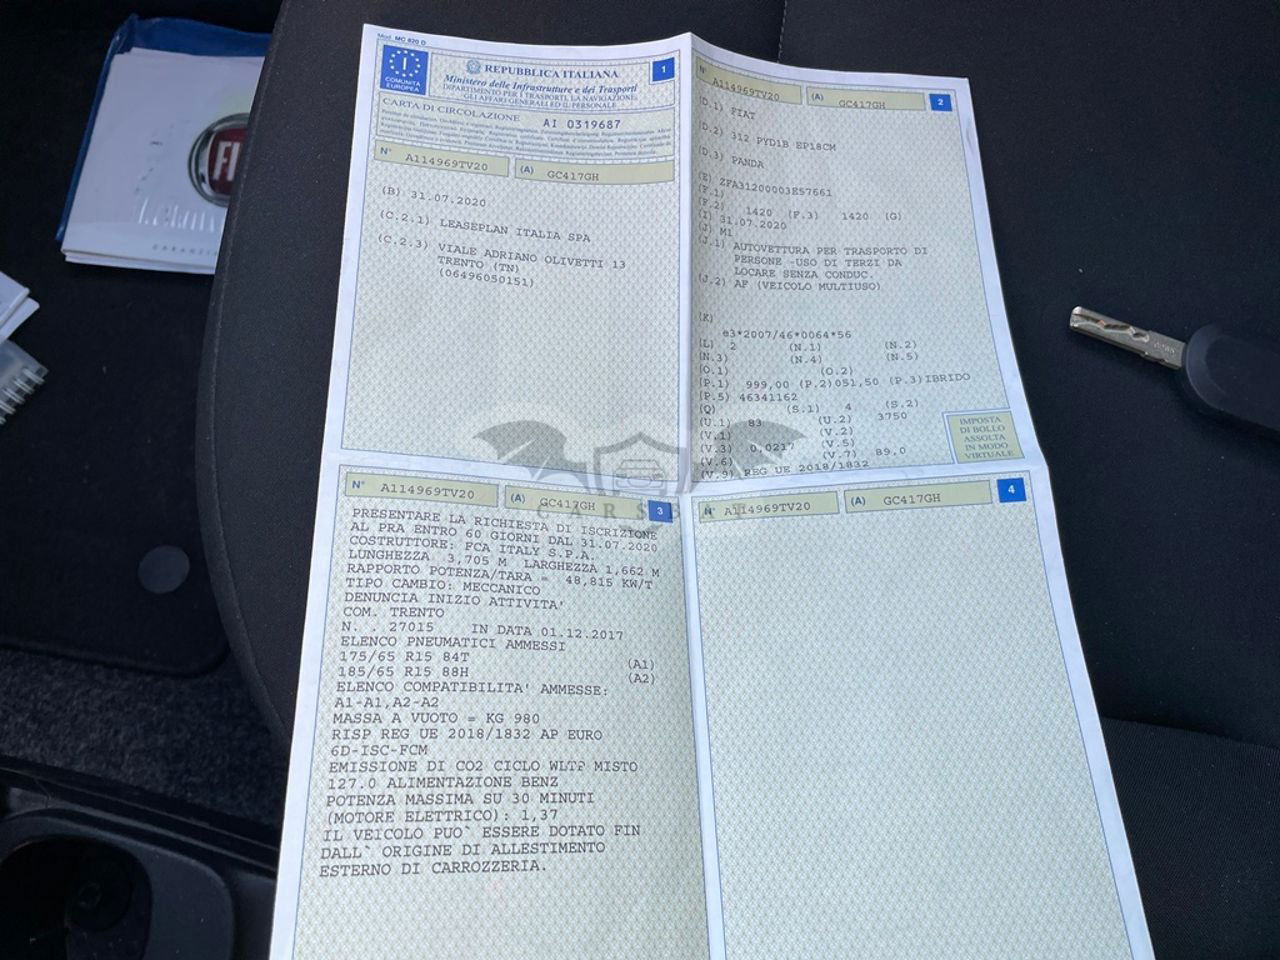 Mod. MC 820 D
I
COMUNITÀ
EUROPEA
REPUBBLICA ITALIANA
Ministero delle Infrastrutture e dei Trasporti
DIPARTIMENTO PER I TRASPORTI, LA NAVIGAZIONE,
GLI AFFARI GENERALI ED IL PERSONALE
1
CARTA DI CIRCOLAZIONE
AI 0319687
N° A114969TV20 (A) GC417GH
(B) 31.07.2020
(C.2.1) LEASEPLAN ITALIA SPA
(C.2.3) VIALE ADRIANO OLIVETTI 13
TRENTO (TN)
(06496050151)
N° A114969TV20 (A) GC417GH 2
(D.1) FIAT
(D.2) 312 PYD1B EP18CM
(D.3) PANDA
(E) ZFA31200003E57661
(F.1)
(F.2) 1420 (F.3) 1420 (G)
(I) 31.07.2020
(J) M1
(J.1) AUTOVETTURA PER TRASPORTO DI
PERSONE -USO DI TERZI DA
LOCARE SENZA CONDUC.
(J.2) AF (VEICOLO MULTIUSO)
(K)
e3*2007/46*0064*56
(L) 2 (N.1) (N.2)
(N.3) (N.4) (N.5)
(O.1) (O.2)
(P.1) 999,00 (P.2)051,50 (P.3)IBRIDO
(P.5) 46341162
(Q) (S.1) 4 (S.2)
(U.1) 83 (U.2) 3750
(V.1) (V.2)
(V.3) 0,0217 (V.5)
(V.6) (V.7) 89,0
(V.9) REG UE 2018/1832
IMPOSTA
DI BOLLO
ASSOLTA
IN MODO
VIRTUALE
N° A114969TV20 (A) GC417GH 3
PRESENTARE LA RICHIESTA DI ISCRIZIONE
AL PRA ENTRO 60 GIORNI DAL 31.07.2020
COSTRUTTORE: FCA ITALY S.P.A.
LUNGHEZZA 3,705 M LARGHEZZA 1,662 M
RAPPORTO POTENZA/TARA = 48,815 KW/T
TIPO CAMBIO: MECCANICO
DENUNCIA INIZIO ATTIVITA'
COM. TRENTO
N. . 27015 IN DATA 01.12.2017
ELENCO PNEUMATICI AMMESSI
175/65 R15 84T (A1)
185/65 R15 88H (A2)
ELENCO COMPATIBILITA' AMMESSE:
A1-A1,A2-A2
MASSA A VUOTO = KG 980
RISP REG UE 2018/1832 AP EURO
6D-ISC-FCM
EMISSIONE DI CO2 CICLO WLTP MISTO
127.0 ALIMENTAZIONE BENZ
POTENZA MASSIMA SU 30 MINUTI
(MOTORE ELETTRICO): 1,37
IL VEICOLO PUO` ESSERE DOTATO FIN
DALL` ORIGINE DI ALLESTIMENTO
ESTERNO DI CARROZZERIA.
N° A114969TV20 (A) GC417GH 4